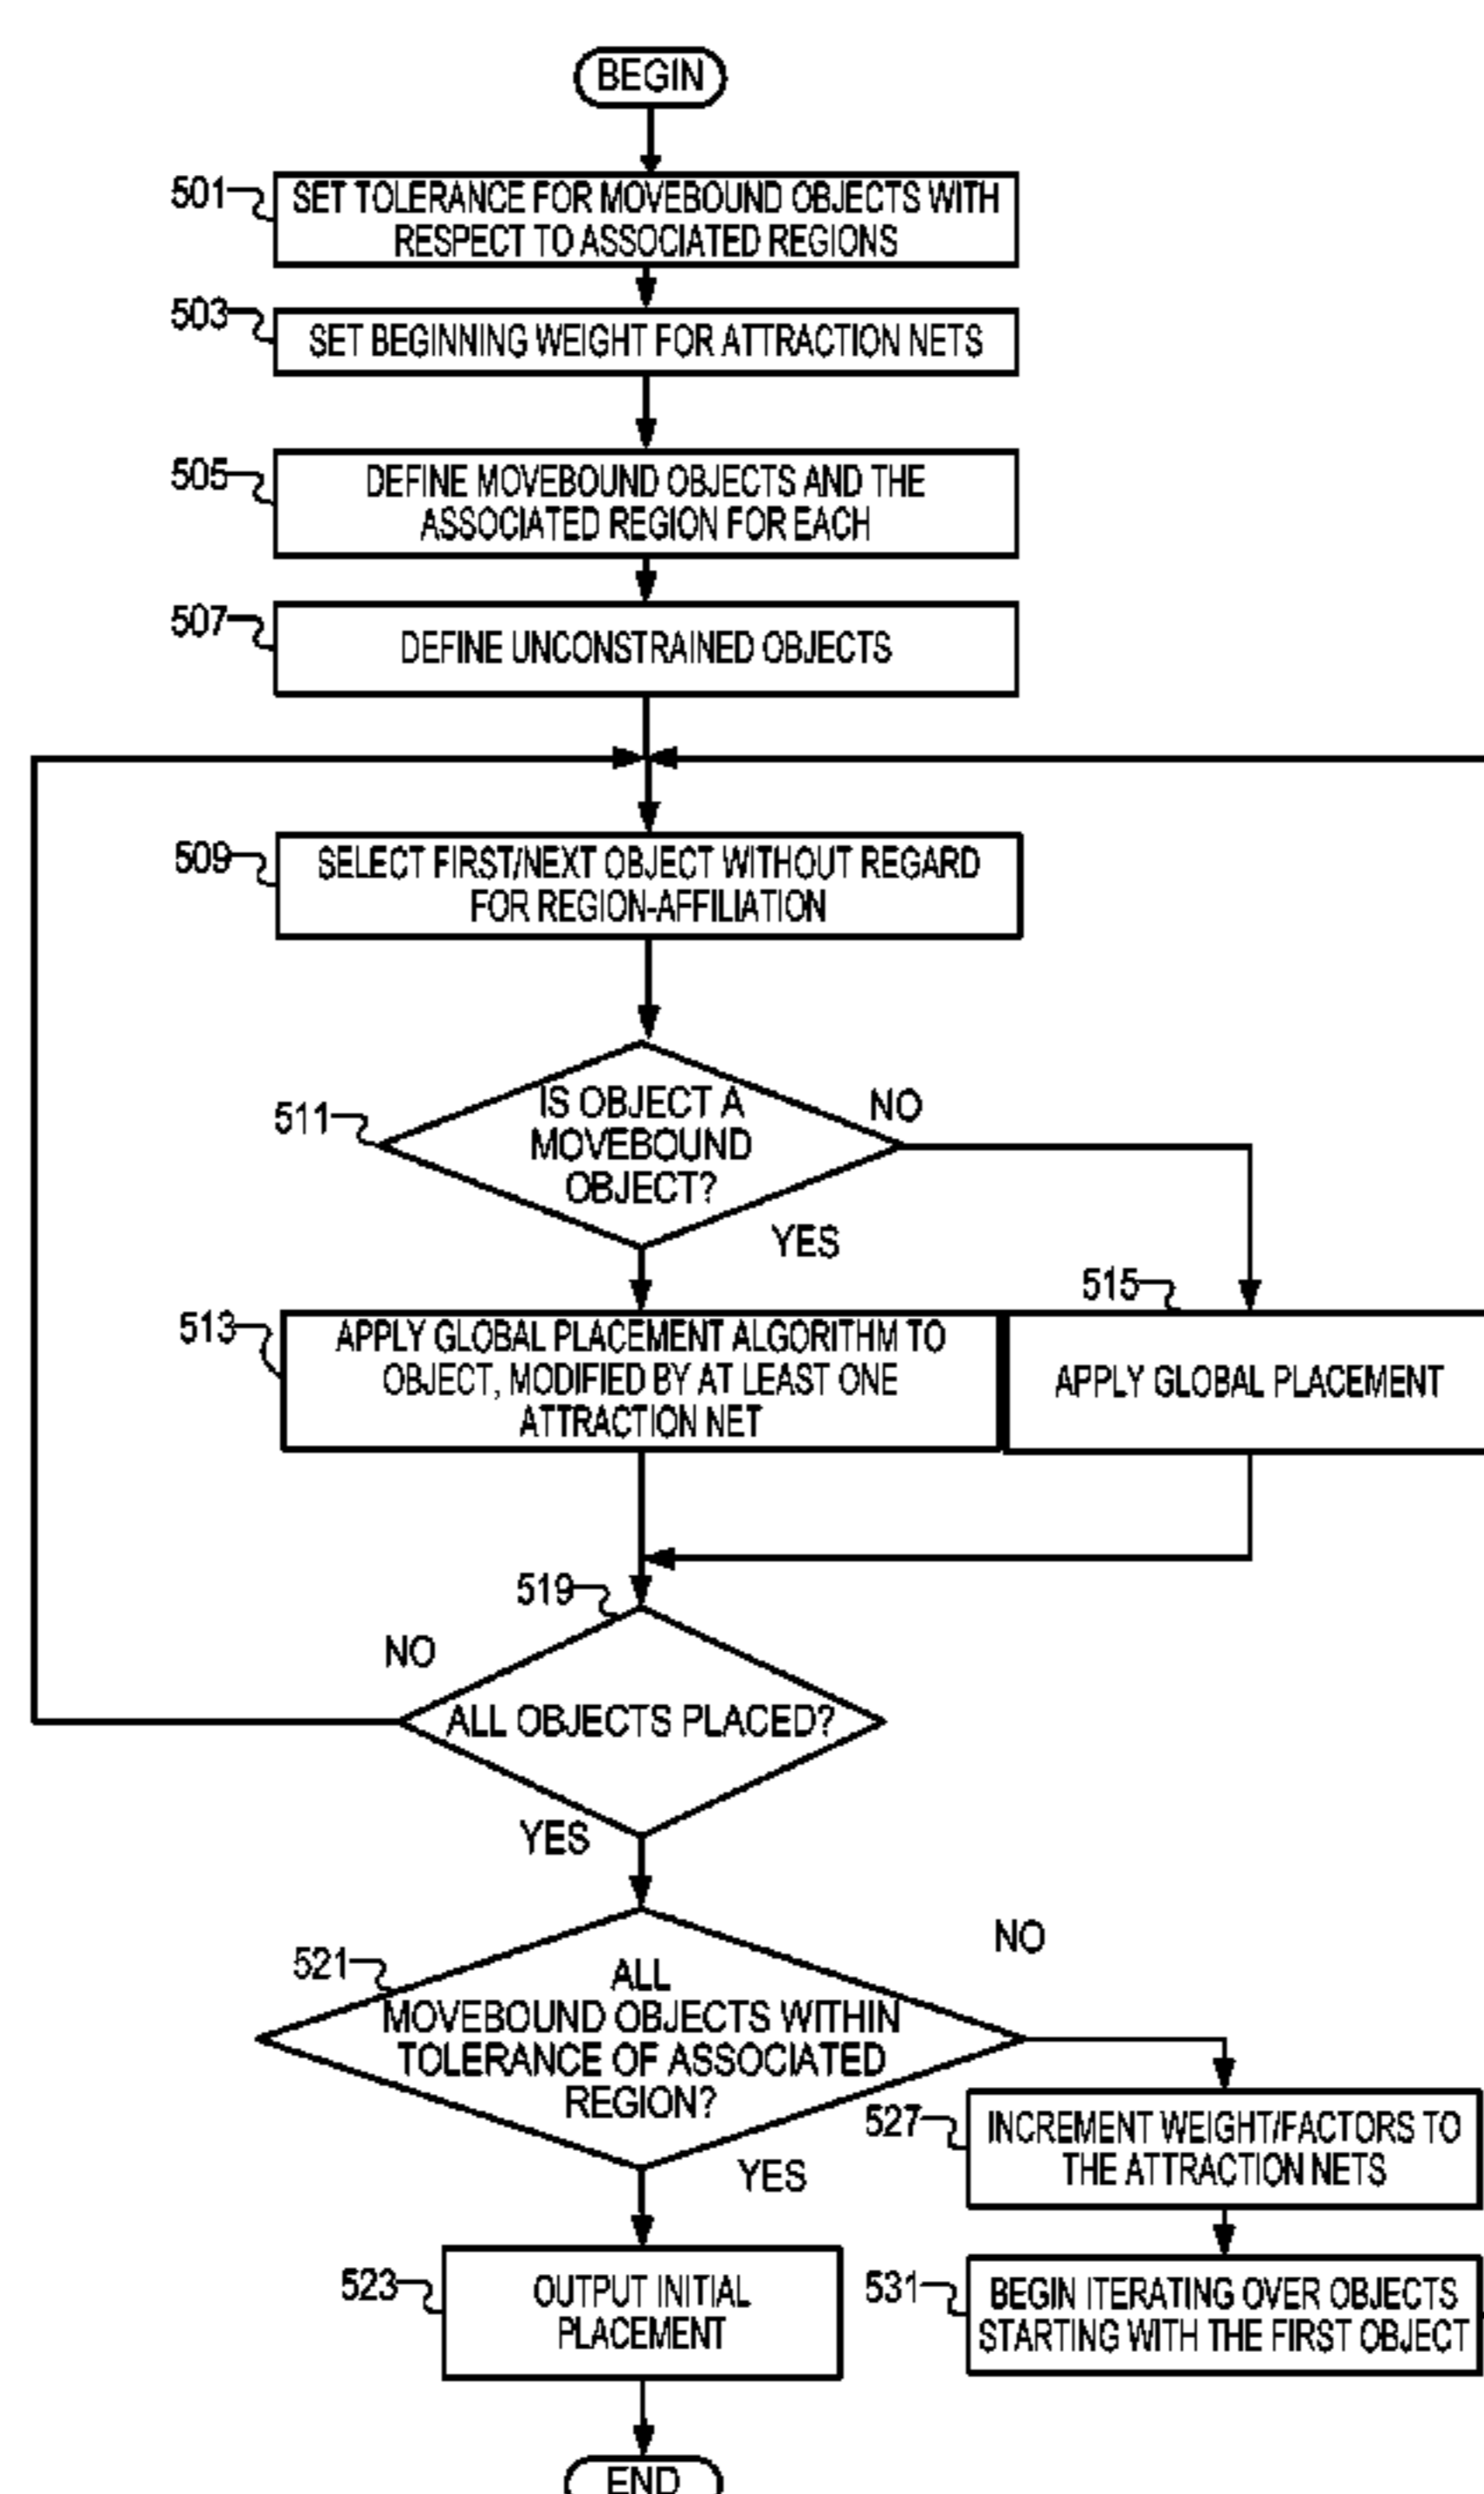 BEGIN
501
SET TOLERANCE FOR MOVEBOUND OBJECTS WITH
RESPECT TO ASSOCIATED REGIONS
503
SET BEGINNING WEIGHT FOR ATTRACTION NETS
505
DEFINE MOVEBOUND OBJECTS AND THE
ASSOCIATED REGION FOR EACH
507
DEFINE UNCONSTRAINED OBJECTS
509
SELECT FIRST/NEXT OBJECT WITHOUT REGARD
FOR REGION-AFFILIATION
511
IS OBJECT A
MOVEBOUND
OBJECT?
NO
YES
513
APPLY GLOBAL PLACEMENT ALGORITHM TO
OBJECT, MODIFIED BY AT LEAST ONE
ATTRACTION NET
515
APPLY GLOBAL PLACEMENT
519
NO
ALL OBJECTS PLACED?
YES
521
ALL
MOVEBOUND OBJECTS WITHIN
TOLERANCE OF ASSOCIATED
REGION?
NO
YES
527
INCREMENT WEIGHT/FACTORS TO
THE ATTRACTION NETS
523
OUTPUT INITIAL
PLACEMENT
531
BEGIN ITERATING OVER OBJECTS
STARTING WITH THE FIRST OBJECT
END